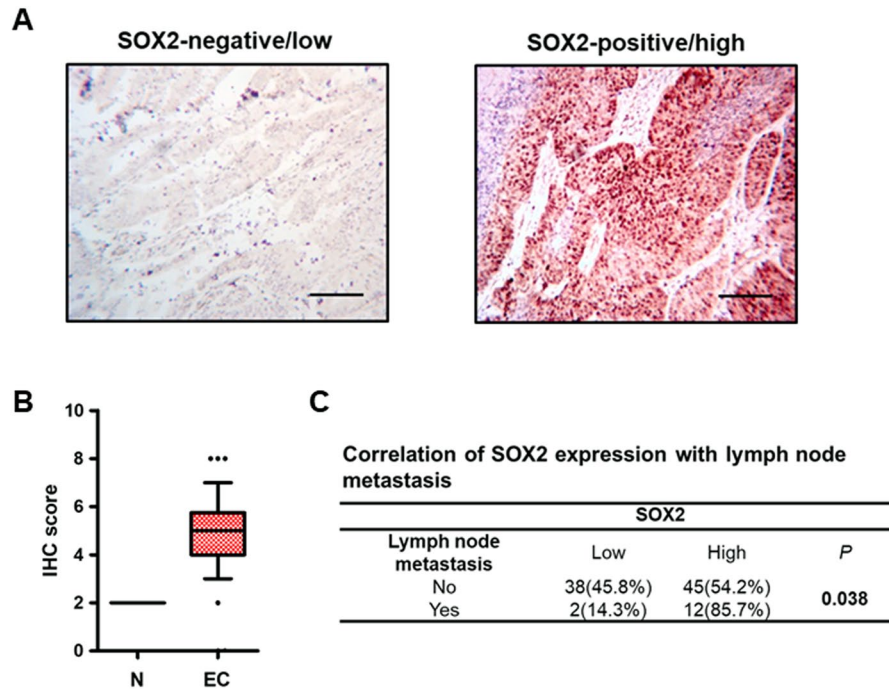 A
SOX2-negative/low
SOX2-positive/high
B
10
8
6
4
2
0
IHC score
N
EC
C
Correlation of SOX2 expression with lymph node
metastasis
SOX2
Lymph node
metastasis
Low
High
P
No
38(45.8%)
45(54.2%)
0.038
Yes
2(14.3%)
12(85.7%)